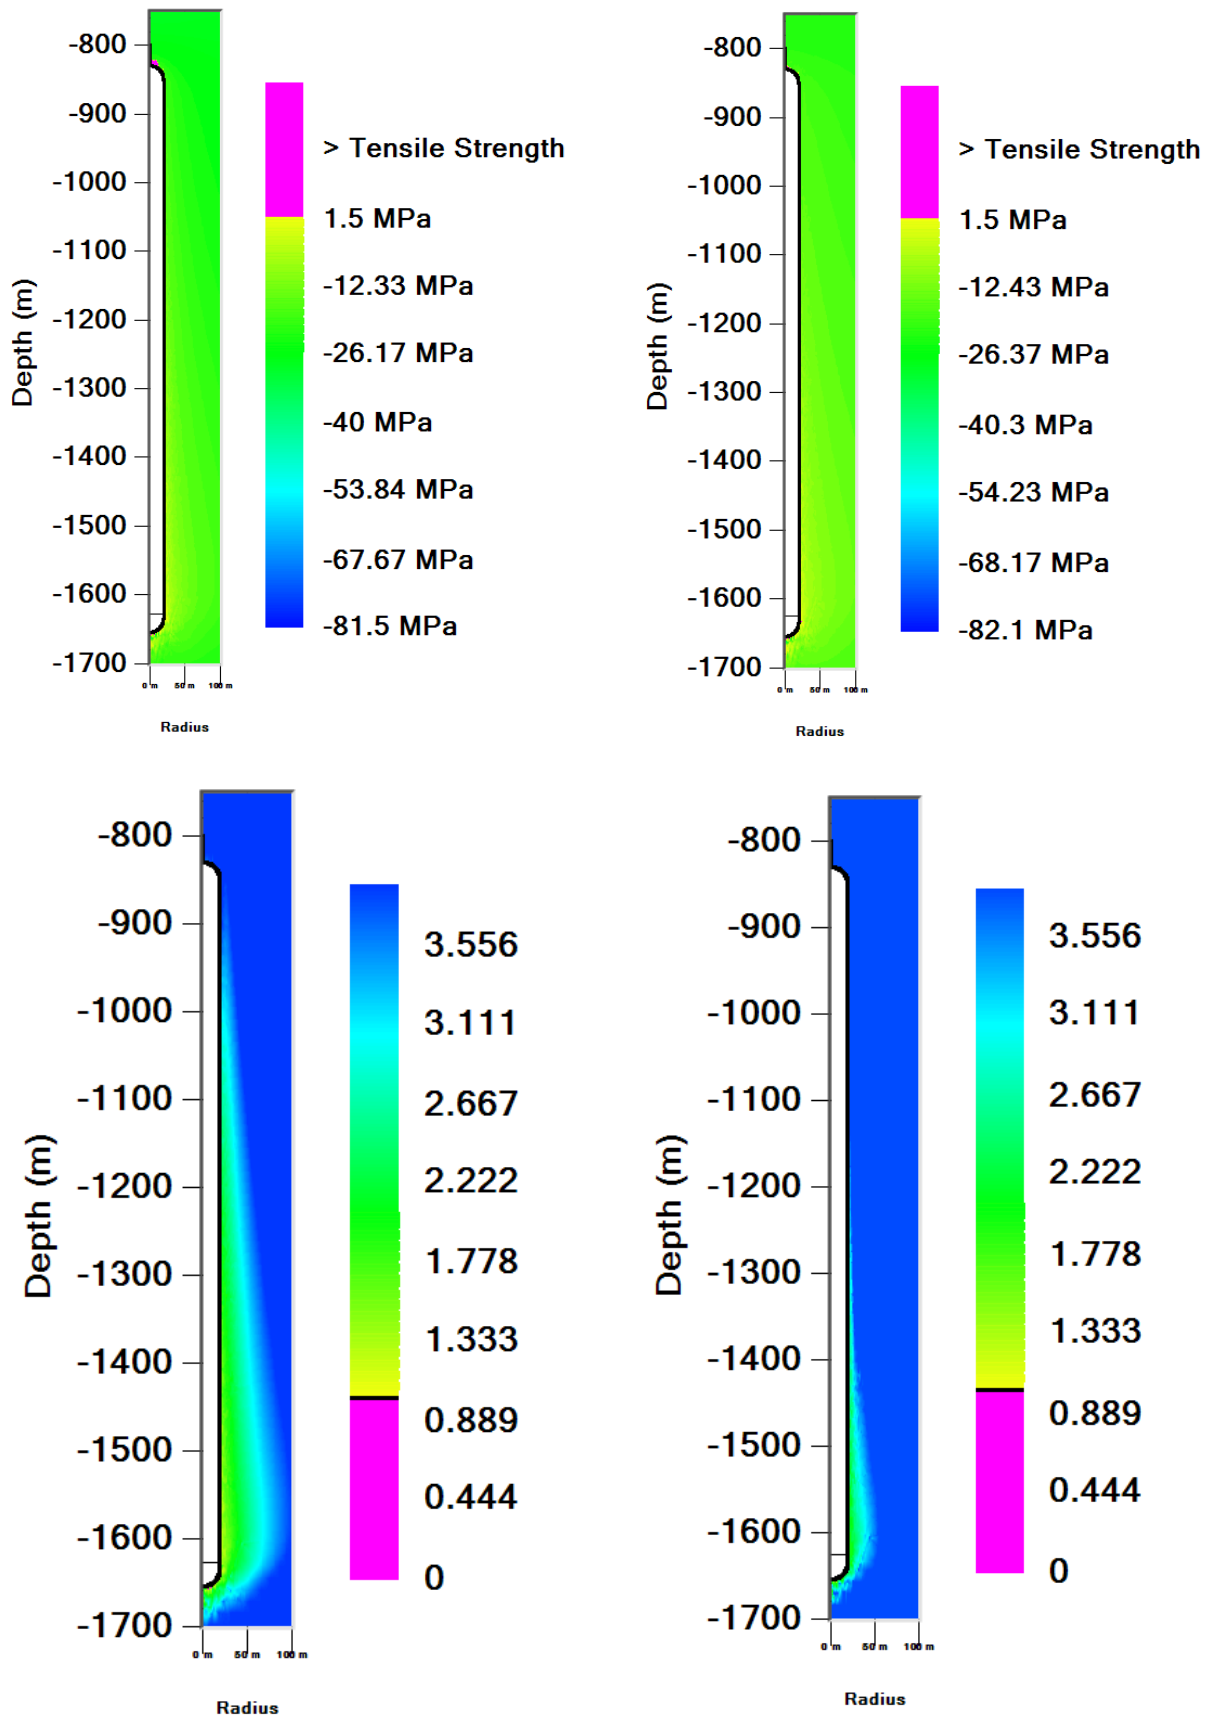 Depth (m)
-800
-900
-1000
-1100
-1200
-1300
-1400
-1500
-1600
-1700
0 m 50 m 100 m
Radius
> Tensile Strength
1.5 MPa
-12.33 MPa
-26.17 MPa
-40 MPa
-53.84 MPa
-67.67 MPa
-81.5 MPa
Depth (m)
-800
-900
-1000
-1100
-1200
-1300
-1400
-1500
-1600
-1700
0 m 50 m 100 m
Radius
> Tensile Strength
1.5 MPa
-12.43 MPa
-26.37 MPa
-40.3 MPa
-54.23 MPa
-68.17 MPa
-82.1 MPa
Depth (m)
-800
-900
-1000
-1100
-1200
-1300
-1400
-1500
-1600
-1700
0 m 50 m 100 m
Radius
3.556
3.111
2.667
2.222
1.778
1.333
0.889
0.444
0
Depth (m)
-800
-900
-1000
-1100
-1200
-1300
-1400
-1500
-1600
-1700
0 m 50 m 100 m
Radius
3.556
3.111
2.667
2.222
1.778
1.333
0.889
0.444
0